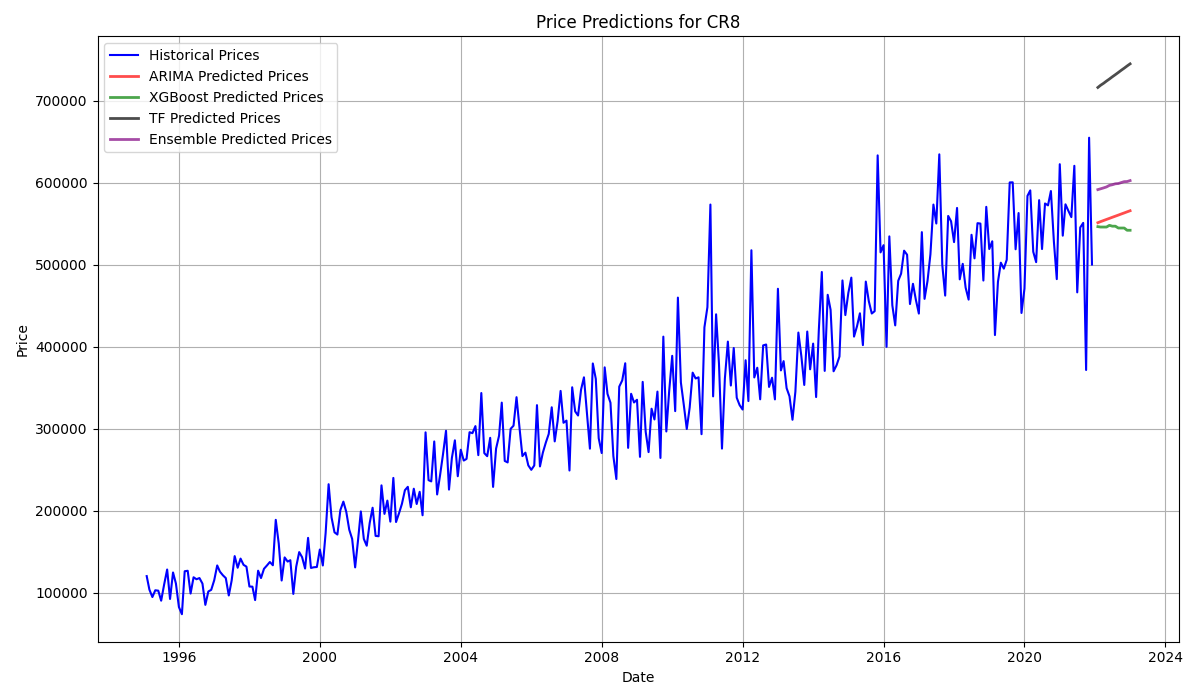 Price Predictions for CR8
Historical Prices
ARIMA Predicted Prices
XGBoost Predicted Prices
TF Predicted Prices
Ensemble Predicted Prices
Price
700000
600000
500000
400000
300000
200000
100000
1996 2000 2004 2008 2012 2016 2020 2024
Date